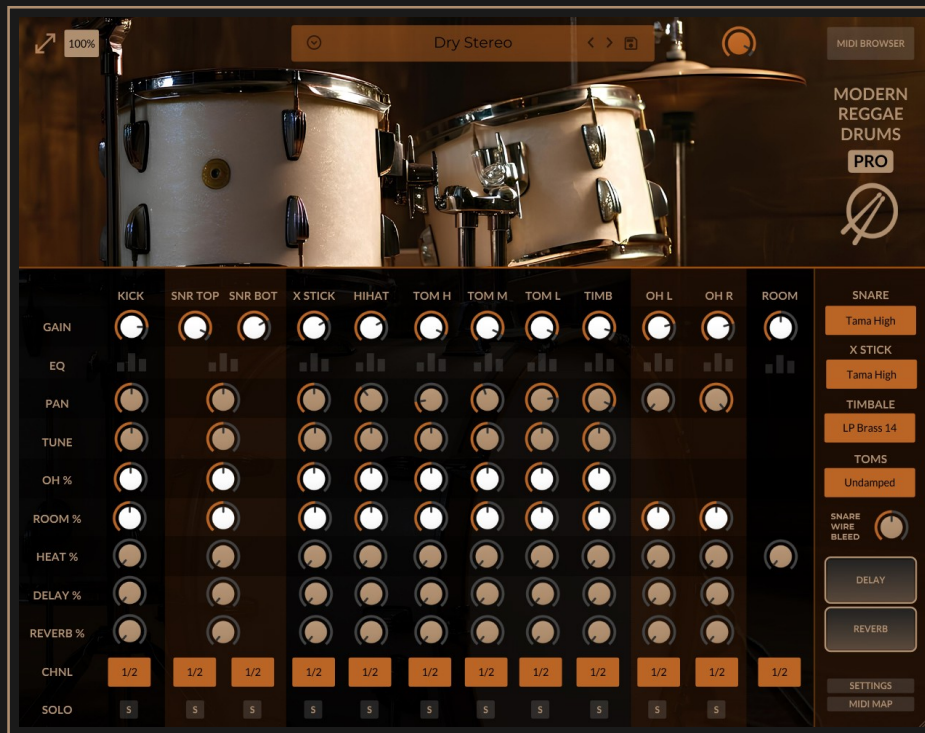 100%
Dry Stereo
MIDI BROWSER
MODERN
REGGAE
DRUMS
PRO
KICK SNR TOP SNR BOT X STICK HIHAT TOM H TOM M TOM L TIMB OH L OH R ROOM
GAIN
EQ
PAN
TUNE
OH %
ROOM %
HEAT %
DELAY %
REVERB %
CHNL 1/2 1/2 1/2 1/2 1/2 1/2 1/2 1/2 1/2 1/2 1/2 1/2
SOLO S S S S S S S S S S S
SNARE
Tama High
X STICK
Tama High
TIMBALE
LP Brass 14
TOMS
Undamped
SNARE
WIRE
BLEED
DELAY
REVERB
SETTINGS
MIDI MAP